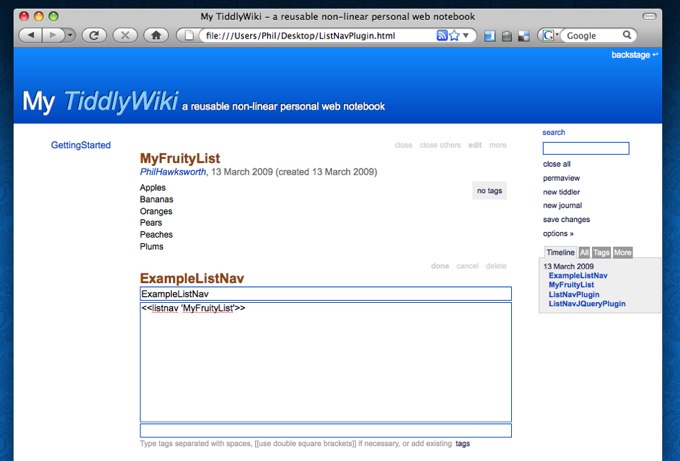 My TiddlyWiki – a reusable non-linear personal web notebook
file:///Users/Phil/Desktop/ListNavPlugin.html
Google
backstage
My TiddlyWiki a reusable non-linear personal web notebook
GettingStarted
close close others edit more
MyFruityList
PhilHawksworth, 13 March 2009 (created 13 March 2009)
no tags
Apples
Bananas
Oranges
Pears
Peaches
Plums
done cancel delete
ExampleListNav
ExampleListNav
<<listnav 'MyFruityList'>>
Type tags separated with spaces, [[use double square brackets]] if necessary, or add existing tags
search
close all
permaview
new tiddler
new journal
save changes
options »
Timeline All Tags More
13 March 2009
ExampleListNav
MyFruityList
ListNavPlugin
ListNavJQueryPlugin